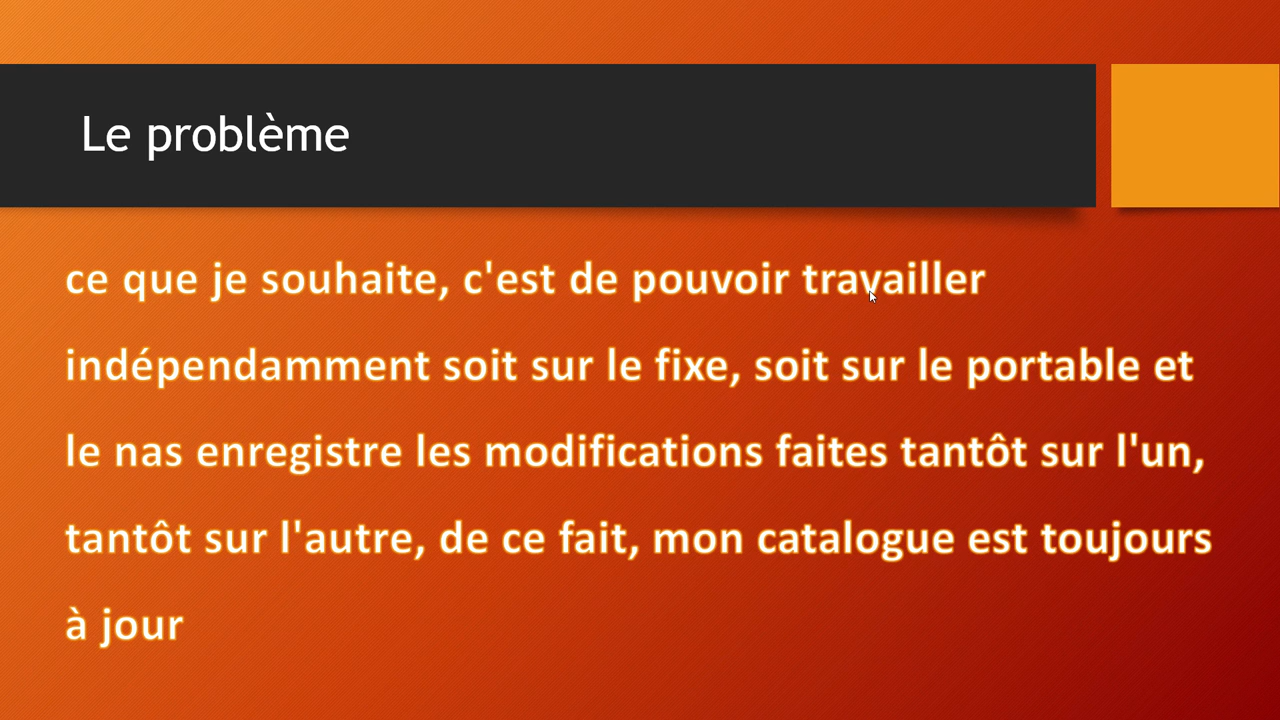 Le problème
ce que je souhaite, c'est de pouvoir travailler
indépendamment soit sur le fixe, soit sur le portable et
le nas enregistre les modifications faites tantôt sur l'un,
tantôt sur l'autre, de ce fait, mon catalogue est toujours
à jour